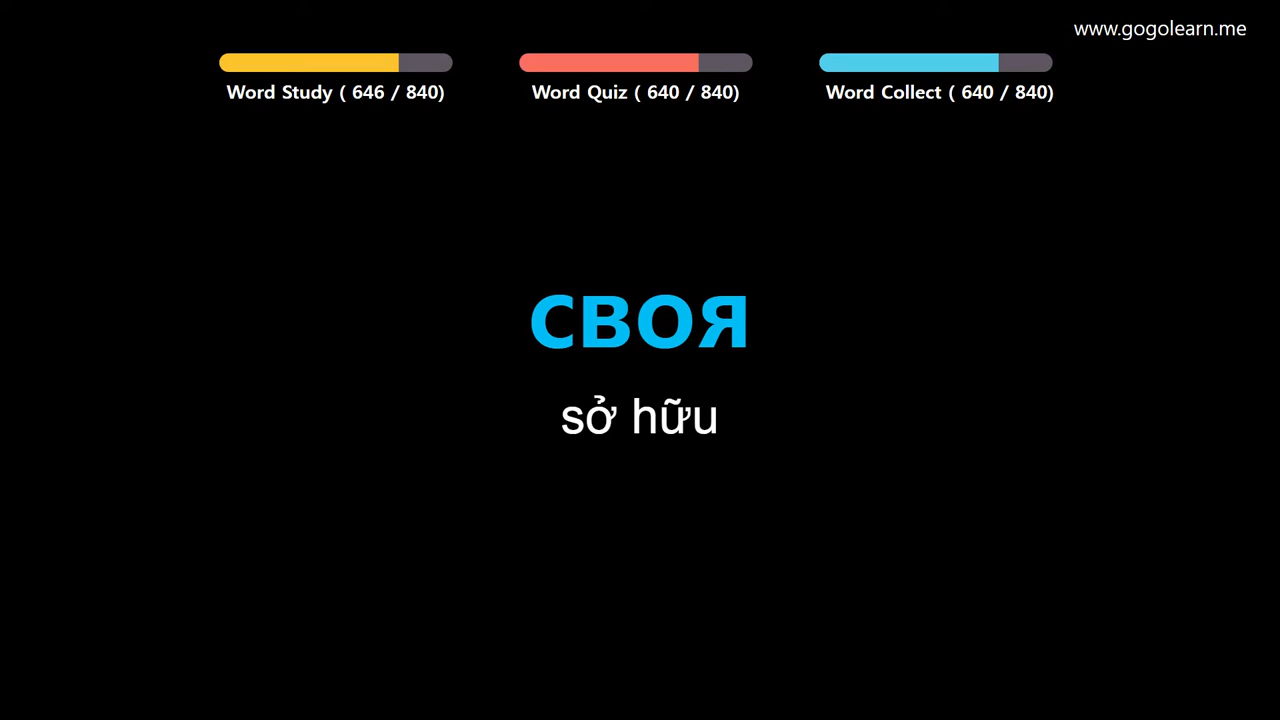 www.gogolearn.me
Word Study ( 646 / 840)
Word Quiz ( 640 / 840)
Word Collect ( 640 / 840)
своя
sở hữu